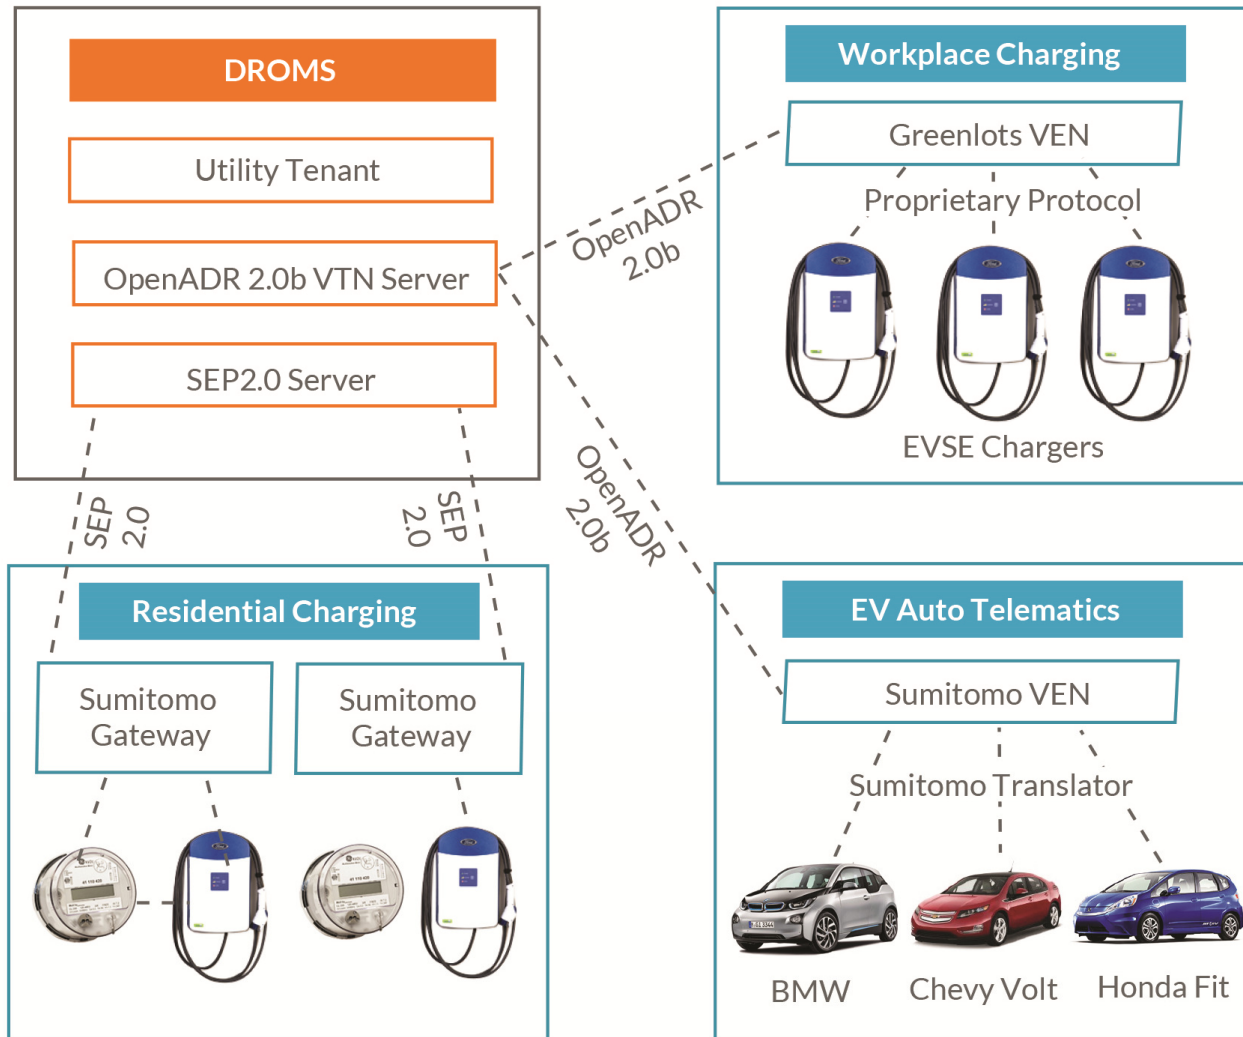 DROMS
Utility Tenant
OpenADR 2.0b VTN Server
SEP2.0 Server
Workplace Charging
Greenlots VEN
Proprietary Protocol
EVSE Chargers
OpenADR
2.0b
OpenADR
2.0b
SEP
2.0
SEP
2.0
Residential Charging
Sumitomo
Gateway
Sumitomo
Gateway
EV Auto Telematics
Sumitomo VEN
Sumitomo Translator
BMW
Chevy Volt
Honda Fit